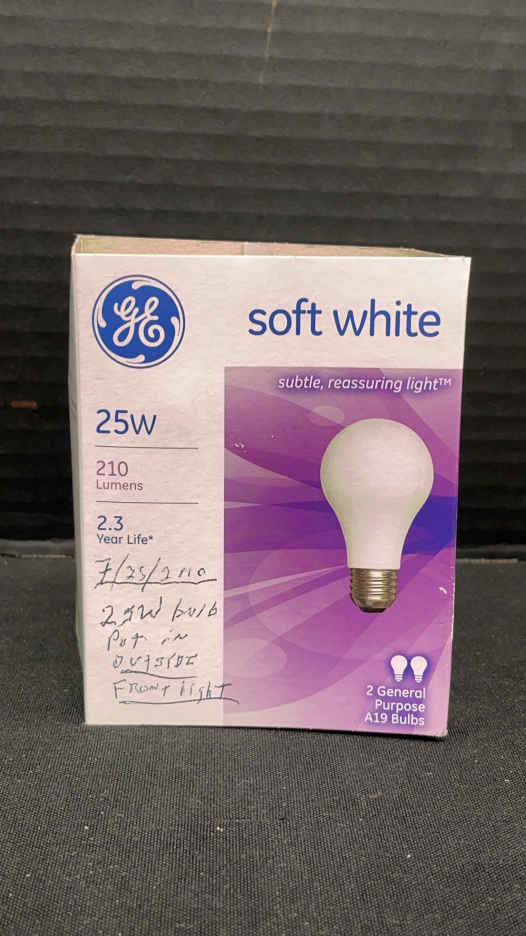 GE
soft white
subtle, reassuring light™
25W
210
Lumens
2.3
Year Life*
bulb
Put in
OUTSIDE
FRONT light
2 General
Purpose
A19 Bulbs